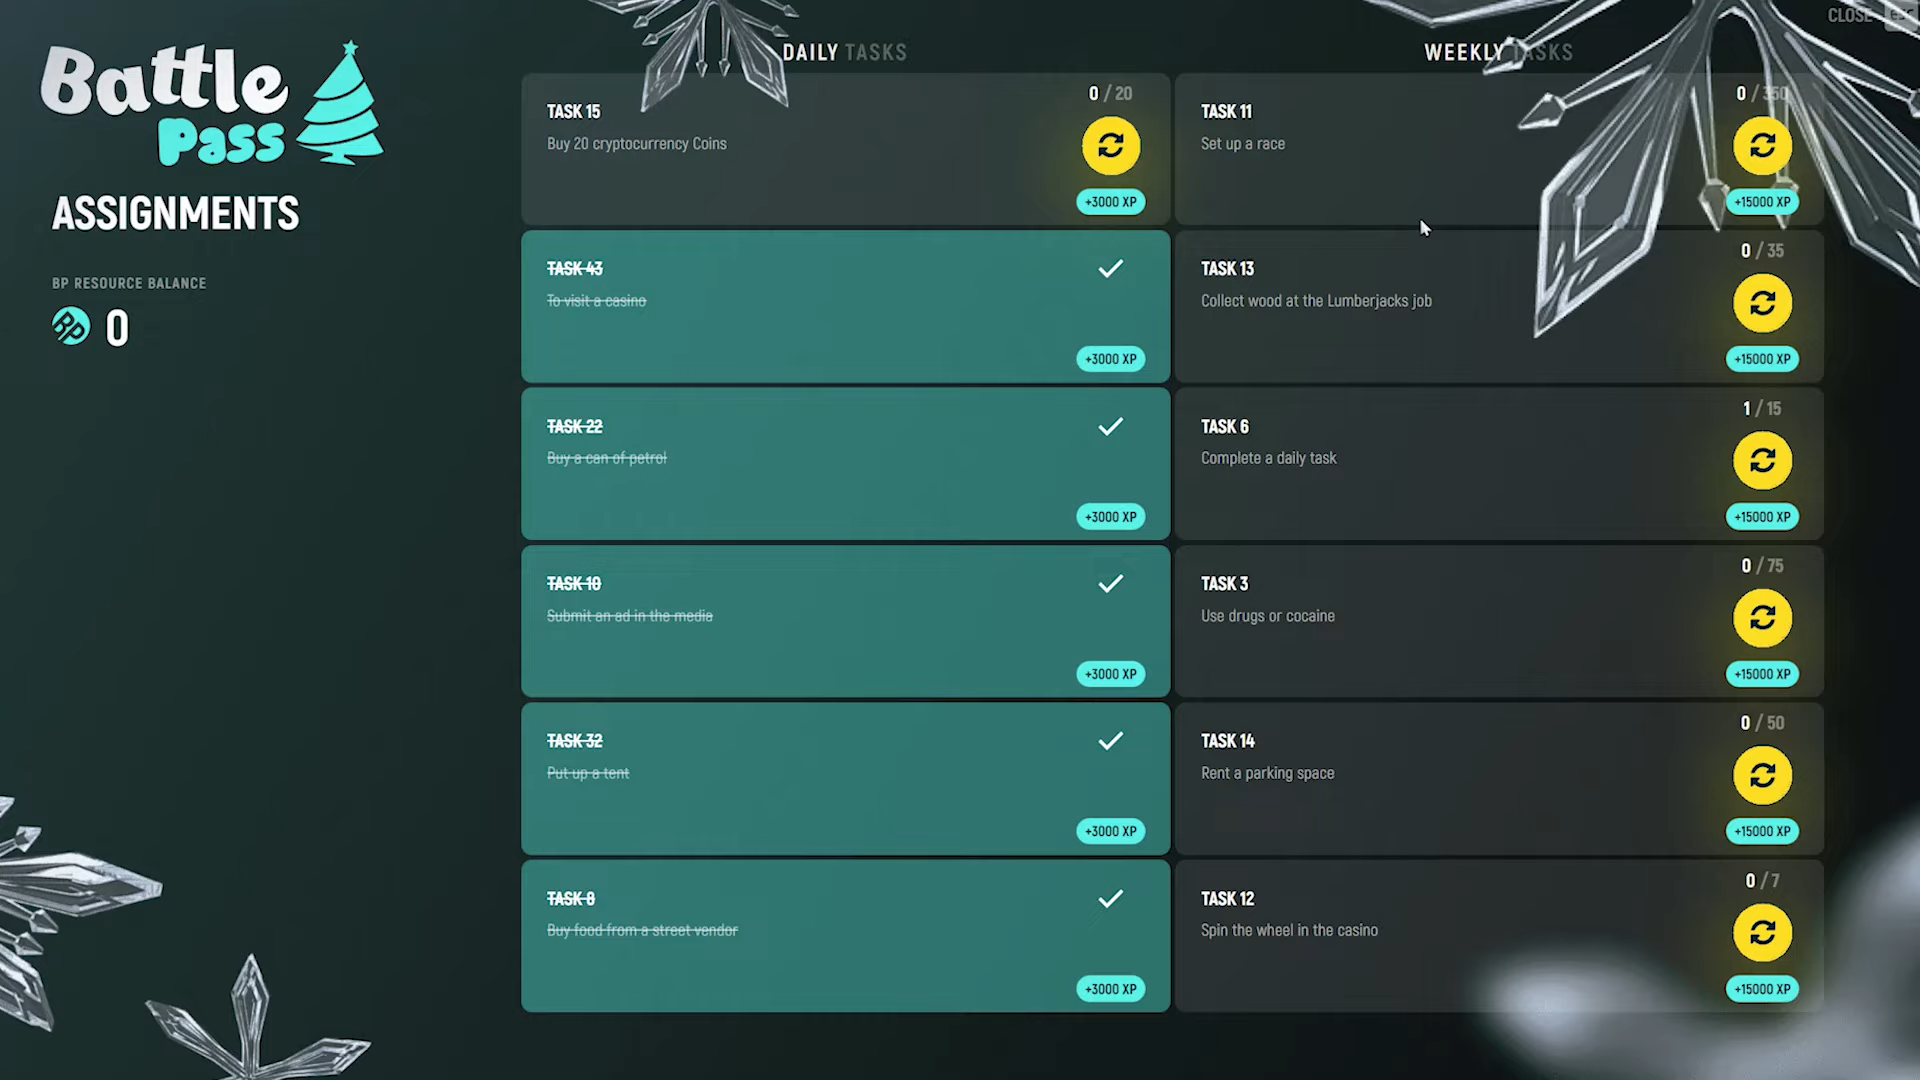 CLOSE ESC
Battle
Pass
ASSIGNMENTS
BP RESOURCE BALANCE
BP 0
DAILY TASKS
TASK 15
Buy 20 cryptocurrency Coins
0 / 20
+3000 XP
TASK 43
To visit a casino
+3000 XP
TASK 22
Buy a can of petrol
+3000 XP
TASK 10
Submit an ad in the media
+3000 XP
TASK 32
Put up a tent
+3000 XP
TASK 8
Buy food from a street vendor
+3000 XP
WEEKLY TASKS
TASK 11
Set up a race
0 / 350
+15000 XP
TASK 13
Collect wood at the Lumberjacks job
0 / 35
+15000 XP
TASK 6
Complete a daily task
1 / 15
+15000 XP
TASK 3
Use drugs or cocaine
0 / 75
+15000 XP
TASK 14
Rent a parking space
0 / 50
+15000 XP
TASK 12
Spin the wheel in the casino
0 / 7
+15000 XP